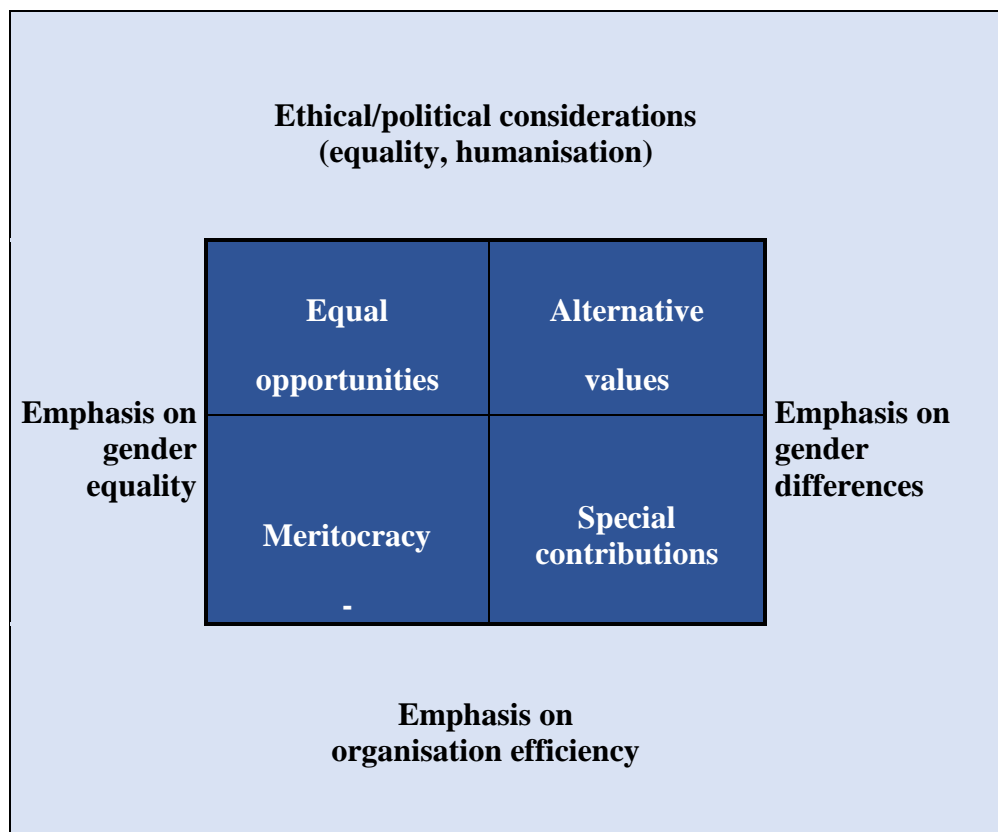 Ethical/political considerations
(equality, humanisation)
Equal
opportunities
Alternative
values
Emphasis on
gender
equality
Emphasis on
gender
differences
Meritocracy
-
Special
contributions
Emphasis on
organisation efficiency